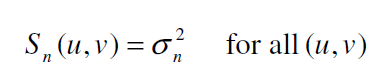 Sₙ(u,v) = σₙ² for all (u,v)